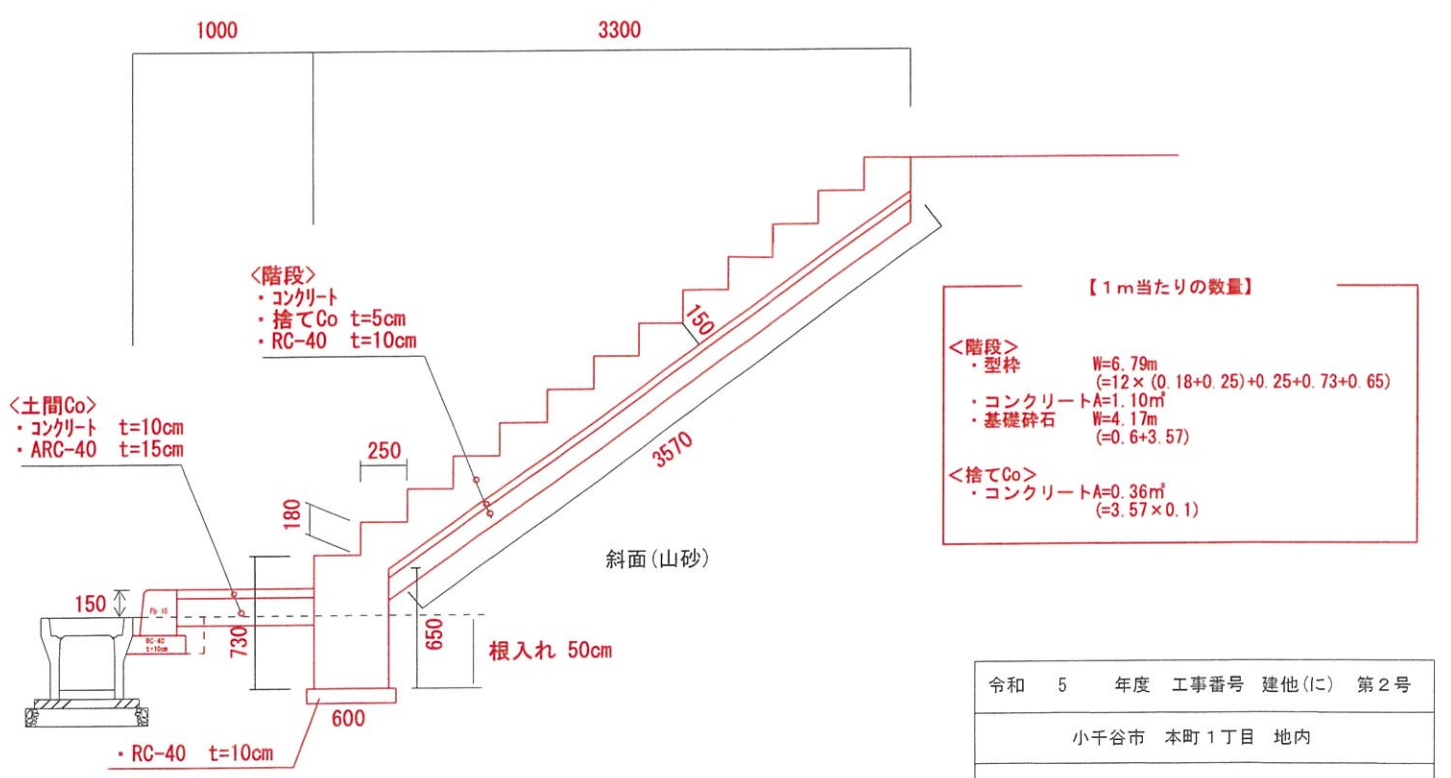 1000
3300
<階段>
・コンクリート
・捨てCo t=5cm
・RC-40 t=10cm
150
【1m当たりの数量】
<階段>
・型枠 W=6.79m
(=12×(0.18+0.25)+0.25+0.73+0.65)
・コンクリートA=1.10㎡
・基礎砕石 W=4.17m
(=0.6+3.57)
<捨てCo>
・コンクリートA=0.36㎡
(=3.57×0.1)
<土間Co>
・コンクリート t=10cm
・ARC-40 t=15cm
250
3570
180
斜面(山砂)
150
RC-40
t=10cm
730
650
根入れ 50cm
600
・RC-40 t=10cm
令和 5 年度 工事番号 建他(に) 第2号
小千谷市 本町1丁目 地内